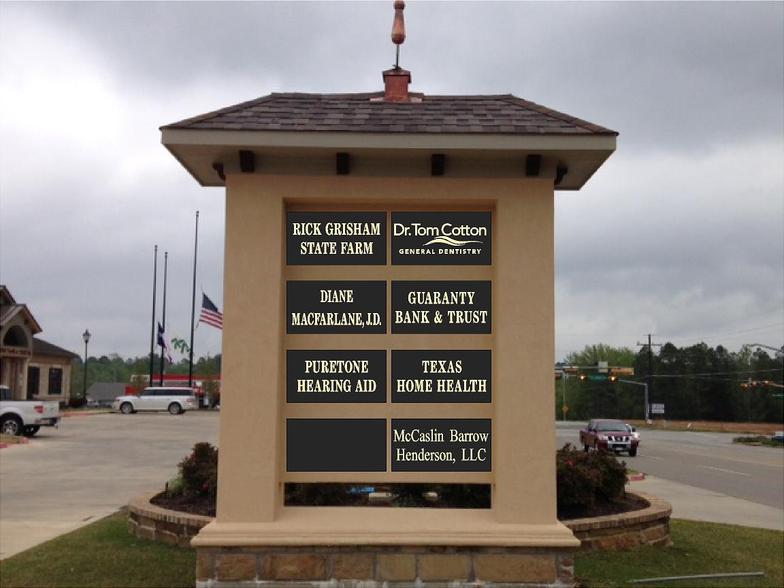 RICK GRISHAM
STATE FARM
Dr. Tom Cotton
GENERAL DENTISTRY
DIANE
MACFARLANE, J.D.
GUARANTY
BANK & TRUST
PURETONE
HEARING AID
TEXAS
HOME HEALTH
McCaslin Barrow
Henderson, LLC